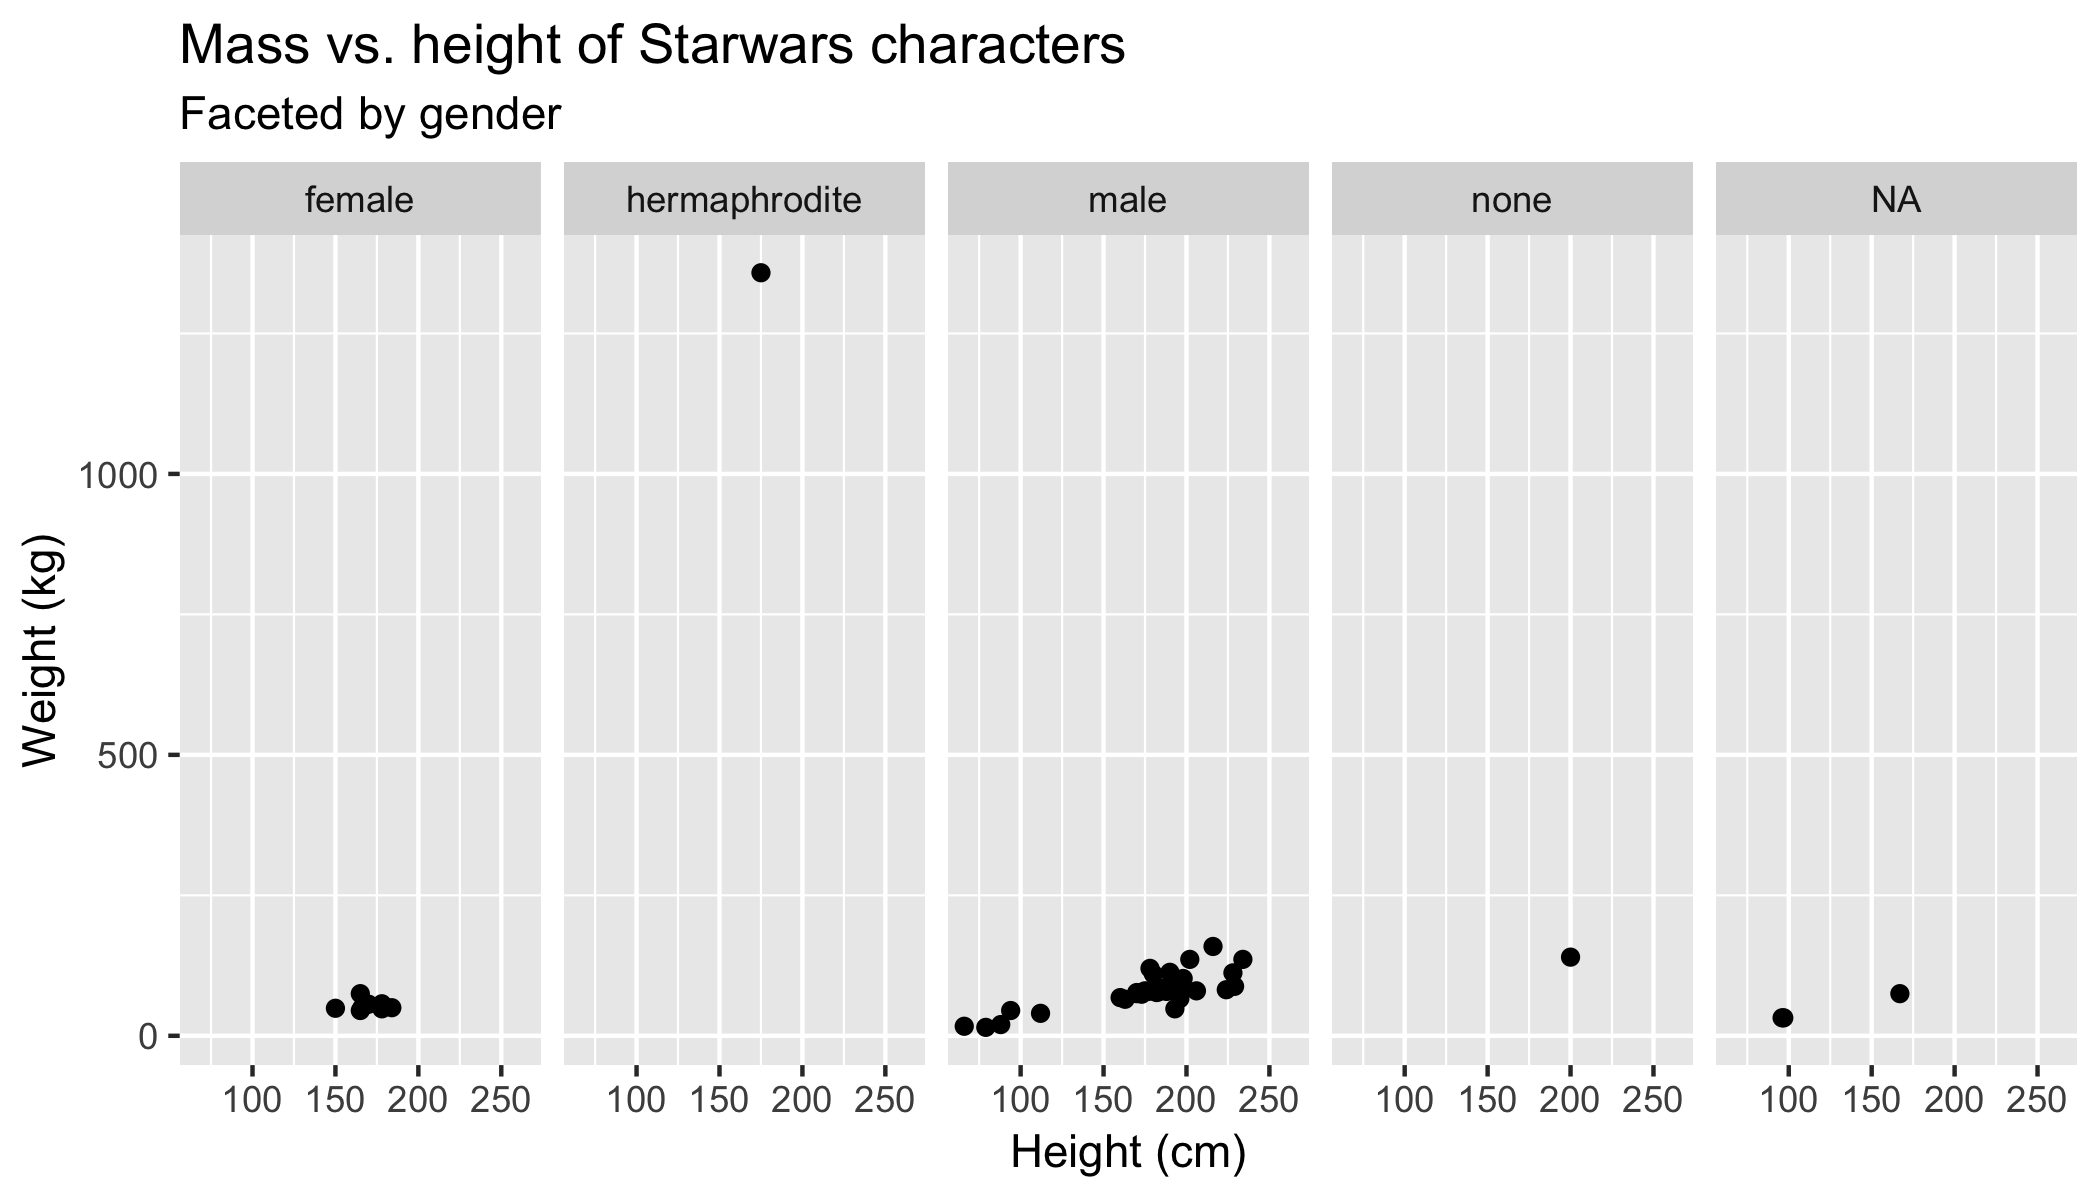 Mass vs. height of Starwars characters
Faceted by gender
female hermaphrodite male none NA
1000
500
0
Weight (kg)
100 150 200 250 100 150 200 250 100 150 200 250 100 150 200 250 100 150 200 250
Height (cm)